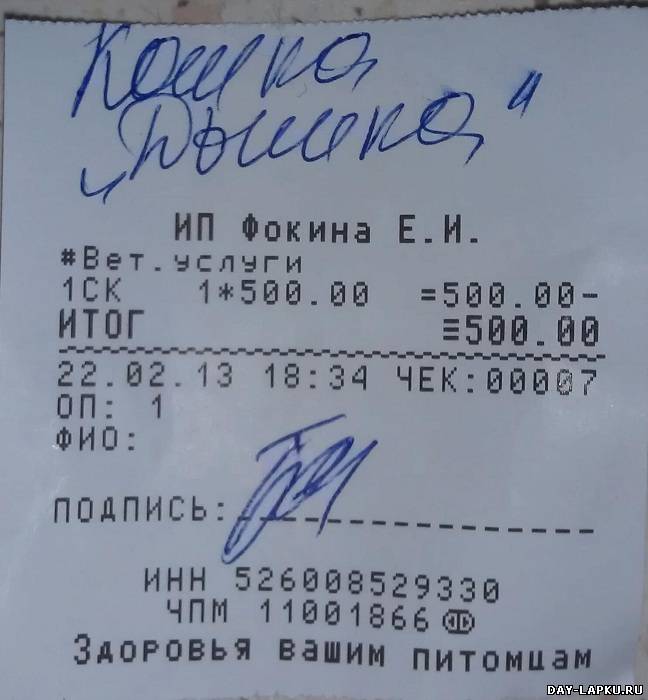 Кошка
„Дымка"
ИП Фокина Е.И.
#Вет.услуги
1СК 1*500.00 =500.00-
ИТОГ ≡500.00
22.02.13 18:34 ЧЕК:00007
ОП: 1
ФИО:
ПОДПИСЬ:
ИНН 526008529330
ЧПМ 11001866
Здоровья вашим питомцам
DAY-LAPKU.RU